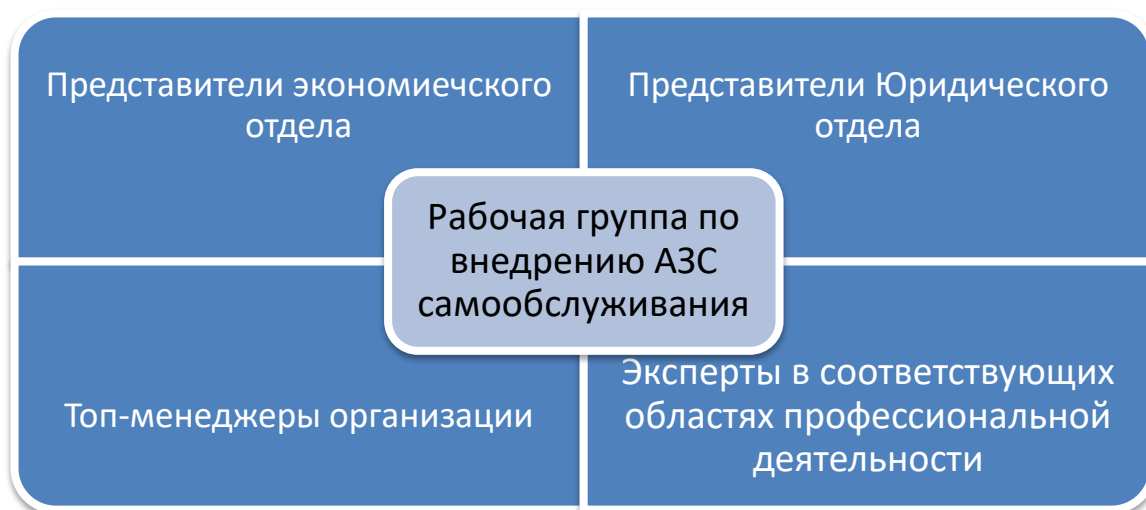 Представители экономиечского
отдела
Представители Юридического
отдела
Рабочая группа по
внедрению АЗС
самообслуживания
Топ-менеджеры организации
Эксперты в соответствующих
областях профессиональной
деятельности